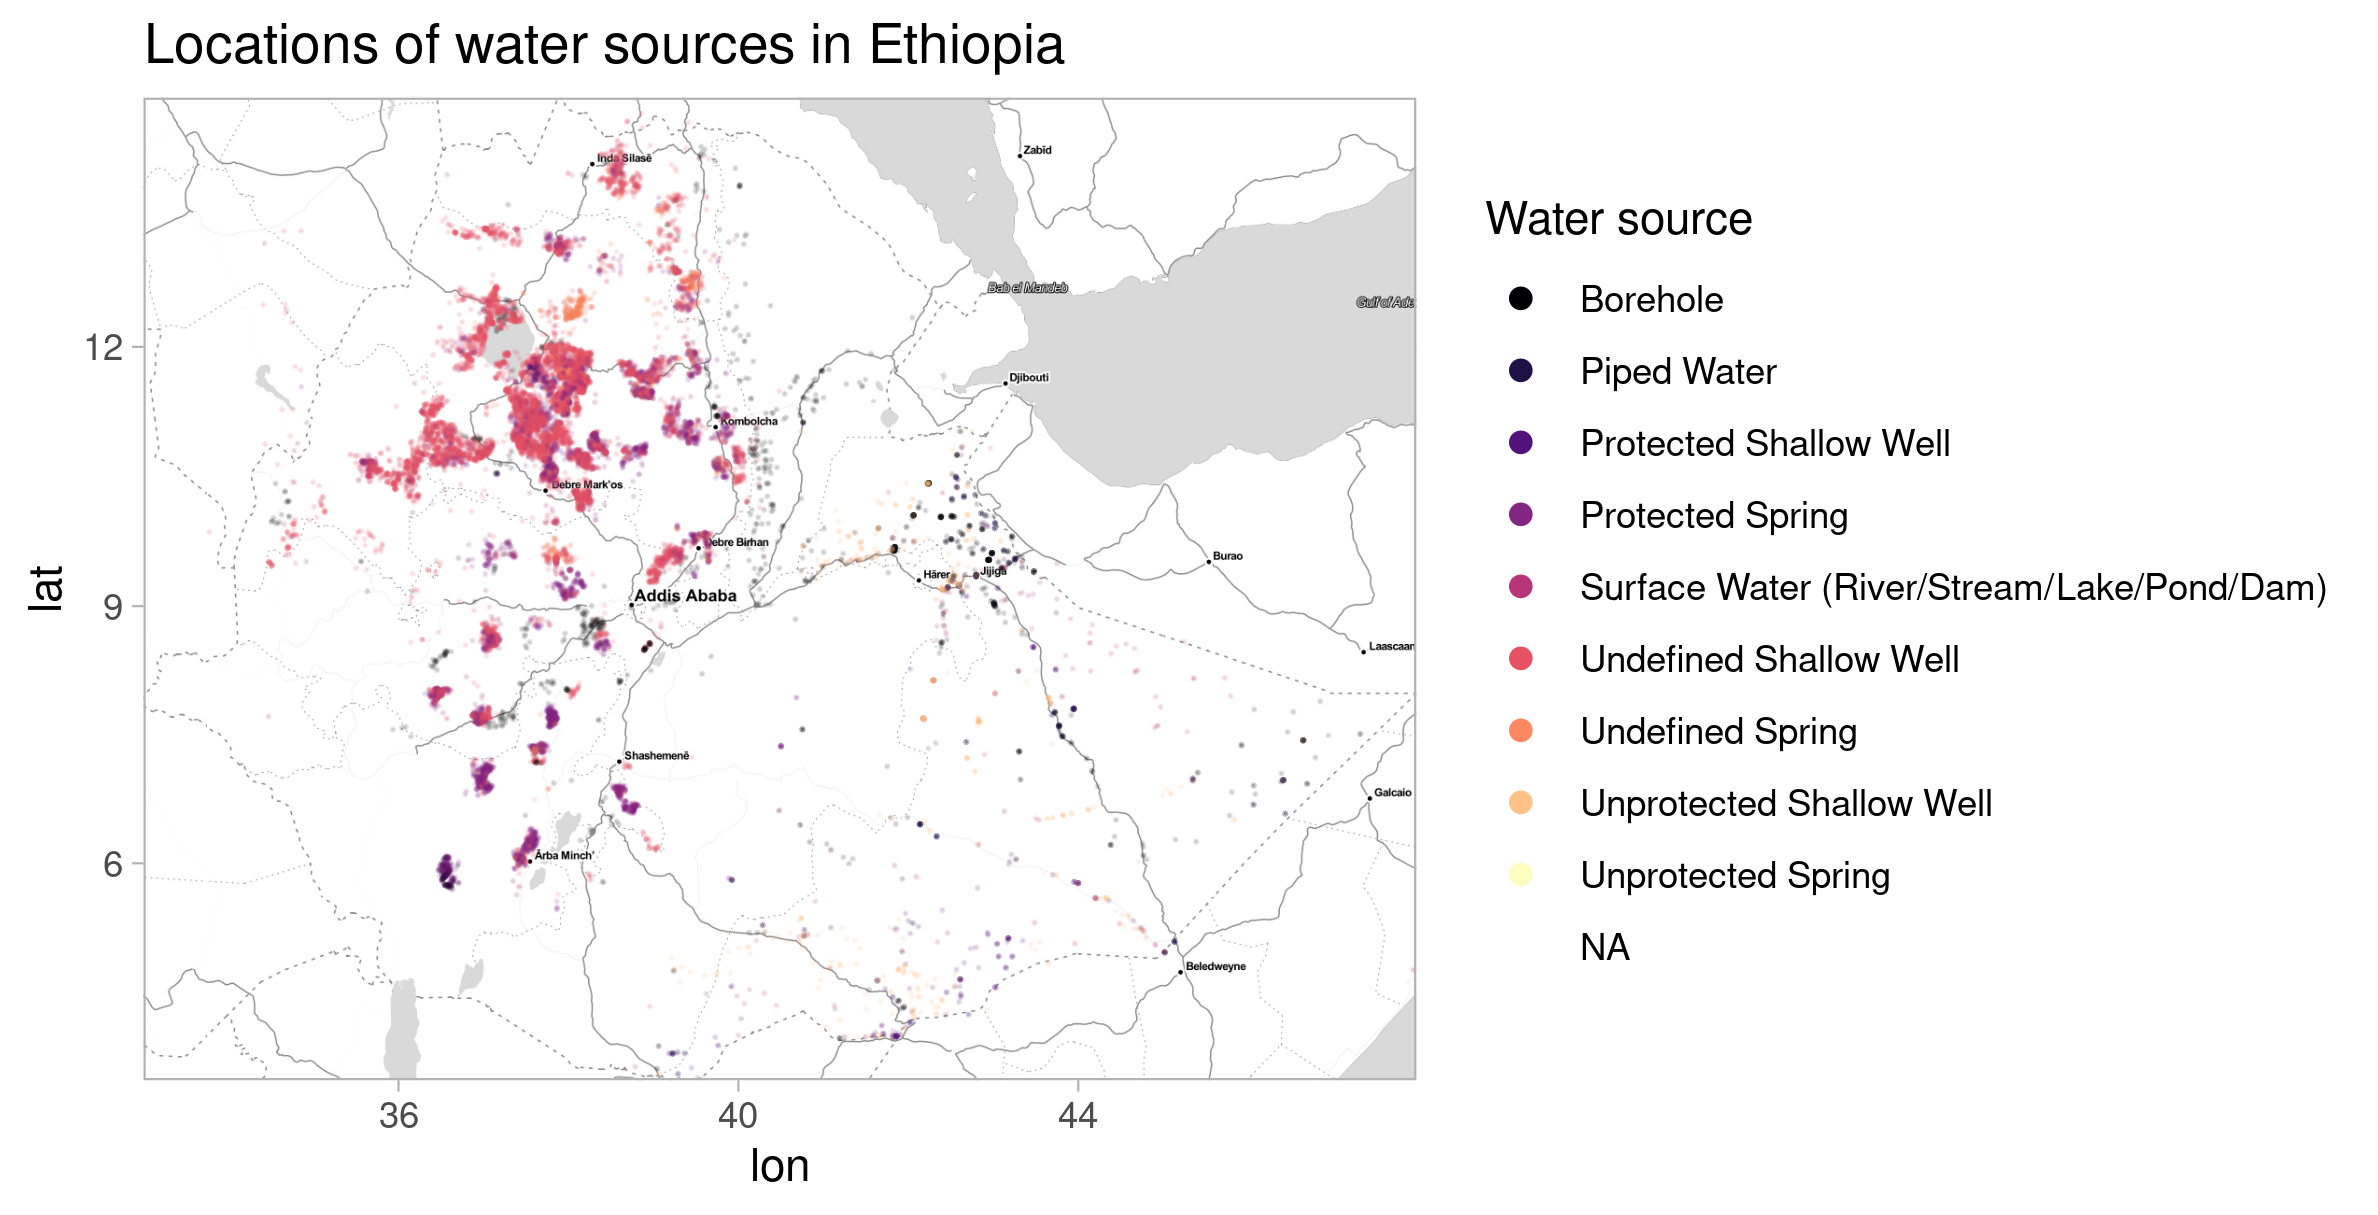 Locations of water sources in Ethiopia
Inda Silasē
Zabīd
Bab el Mandeb
Gulf of Ade
Djibouti
Kombolcha
Debre Mark'os
Debre Birhan
Härer
Jijiga
Burao
Addis Ababa
Laascaan
Shashemenē
Galcaio
Ārba Minch'
Beledweyne
12
9
6
lat
36
40
44
lon
Water source
Borehole
Piped Water
Protected Shallow Well
Protected Spring
Surface Water (River/Stream/Lake/Pond/Dam)
Undefined Shallow Well
Undefined Spring
Unprotected Shallow Well
Unprotected Spring
NA